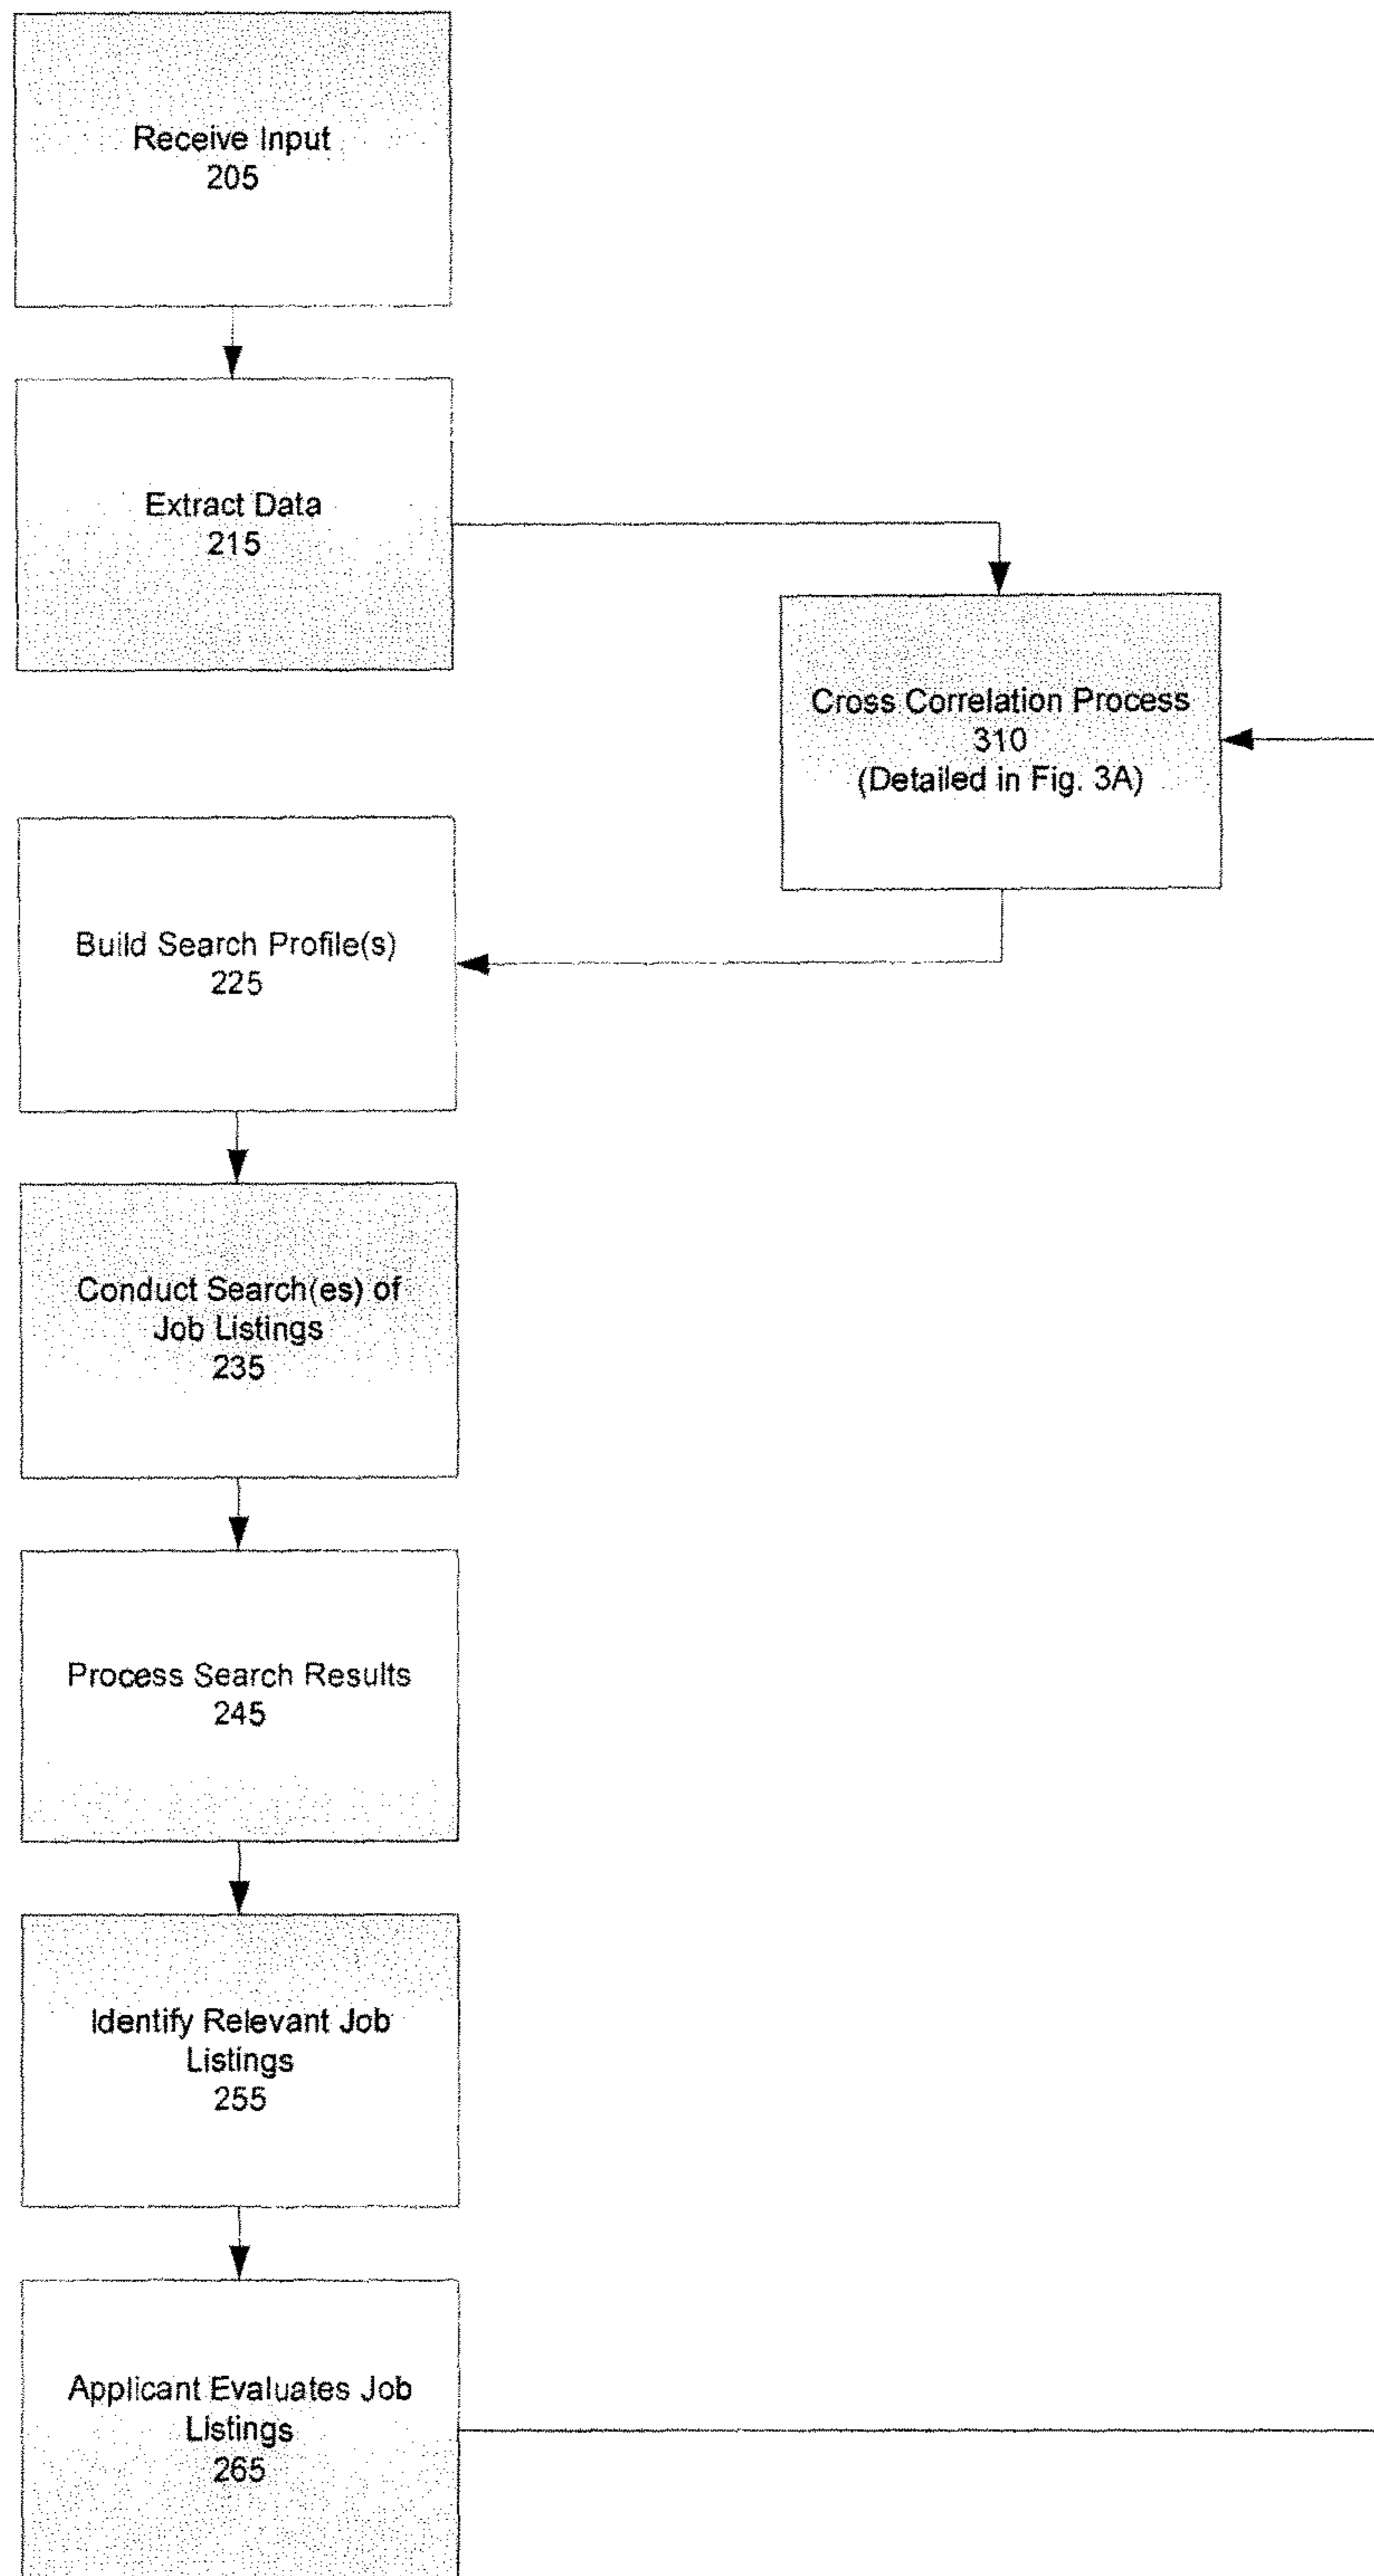 Receive Input
205
Extract Data
215
Cross Correlation Process
310
(Detailed in Fig. 3A)
Build Search Profile(s)
225
Conduct Search(es) of
Job Listings
235
Process Search Results
245
Identify Relevant Job
Listings
255
Applicant Evaluates Job
Listings
265